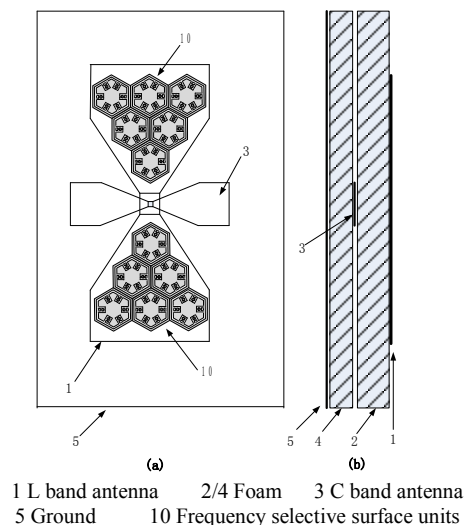 10
3
1
10
5
(a)
3
5
4
2
1
(b)
1 L band antenna 2/4 Foam 3 C band antenna
5 Ground 10 Frequency selective surface units